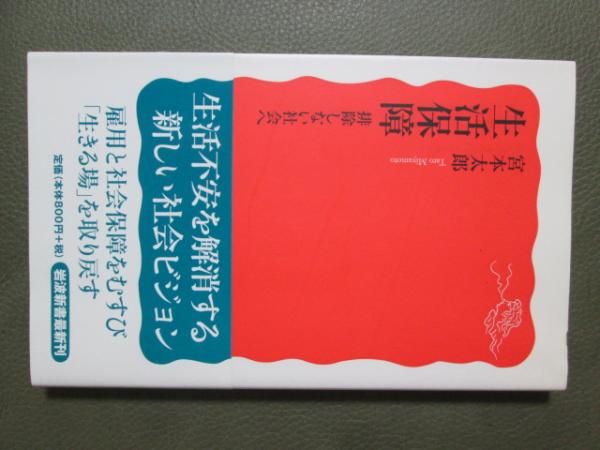 生活保障
排除しない社会へ
宮本太郎
Taro Miyamoto
生活不安を解消する
新しい社会ビジョン
雇用と社会保障をむすび
「生きる場」を取り戻す
定価(本体800円+税)
岩波新書最新刊